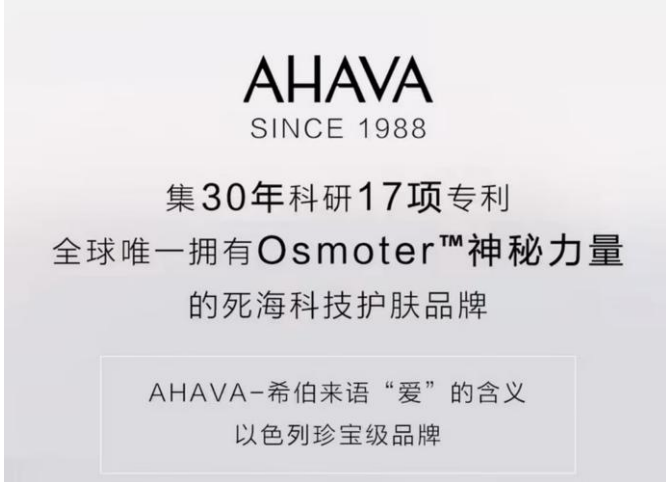 AHAVA
SINCE 1988
集30年科研17项专利
全球唯一拥有Osmoter™神秘力量
的死海科技护肤品牌
AHAVA-希伯来语“爱”的含义
以色列珍宝级品牌